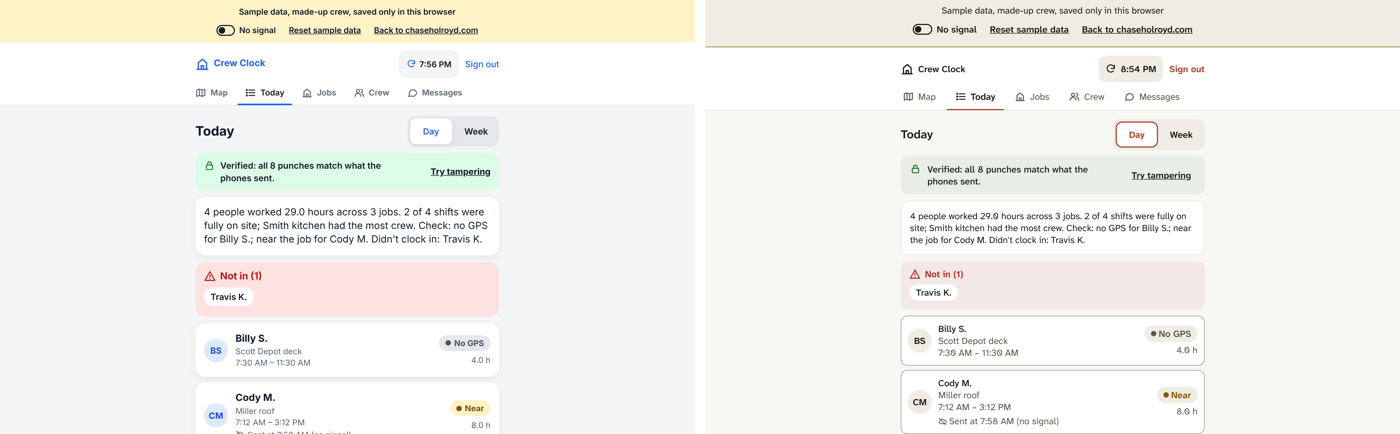 Sample data, made-up crew, saved only in this browser
No signal Reset sample data Back to chaseholroyd.com
Crew Clock 7:56 PM Sign out
Map Today Jobs Crew Messages
Today Day Week
Verified: all 8 punches match what the
phones sent.
Try tampering
4 people worked 29.0 hours across 3 jobs. 2 of 4 shifts were
fully on site; Smith kitchen had the most crew. Check: no GPS
for Billy S.; near the job for Cody M. Didn't clock in: Travis K.
Not in (1)
Travis K.
BS
Billy S.
Scott Depot deck
7:30 AM – 11:30 AM
No GPS
4.0 h
CM
Cody M.
Miller roof
7:12 AM – 3:12 PM
Sent at 7:58 AM (no signal)
Near
8.0 h
Sample data, made-up crew, saved only in this browser
No signal Reset sample data Back to chaseholroyd.com
Crew Clock 8:54 PM Sign out
Map Today Jobs Crew Messages
Today Day Week
Verified: all 8 punches match what the
phones sent.
Try tampering
4 people worked 29.0 hours across 3 jobs. 2 of 4 shifts were fully on
site; Smith kitchen had the most crew. Check: no GPS for Billy S.; near
the job for Cody M. Didn't clock in: Travis K.
Not in (1)
Travis K.
BS
Billy S.
Scott Depot deck
7:30 AM – 11:30 AM
No GPS
4.0 h
CM
Cody M.
Miller roof
7:12 AM – 3:12 PM
Sent at 7:58 AM (no signal)
Near
8.0 h